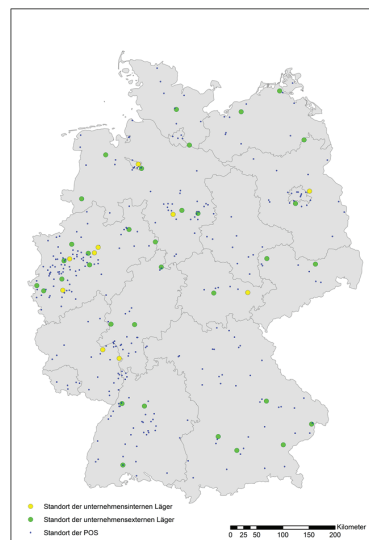 Standort der unternehmensinternen Läger
Standort der unternehmensexternen Läger
Standort der POS
0 25 50 100 150 200
Kilometer